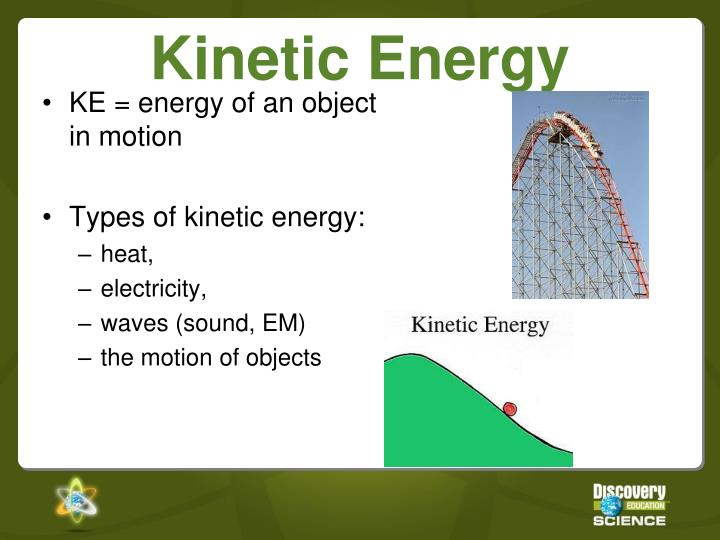 Kinetic Energy
• KE = energy of an object
in motion
• Types of kinetic energy:
– heat,
– electricity,
– waves (sound, EM)
– the motion of objects
Kinetic Energy
Discovery
EDUCATION
SCIENCE